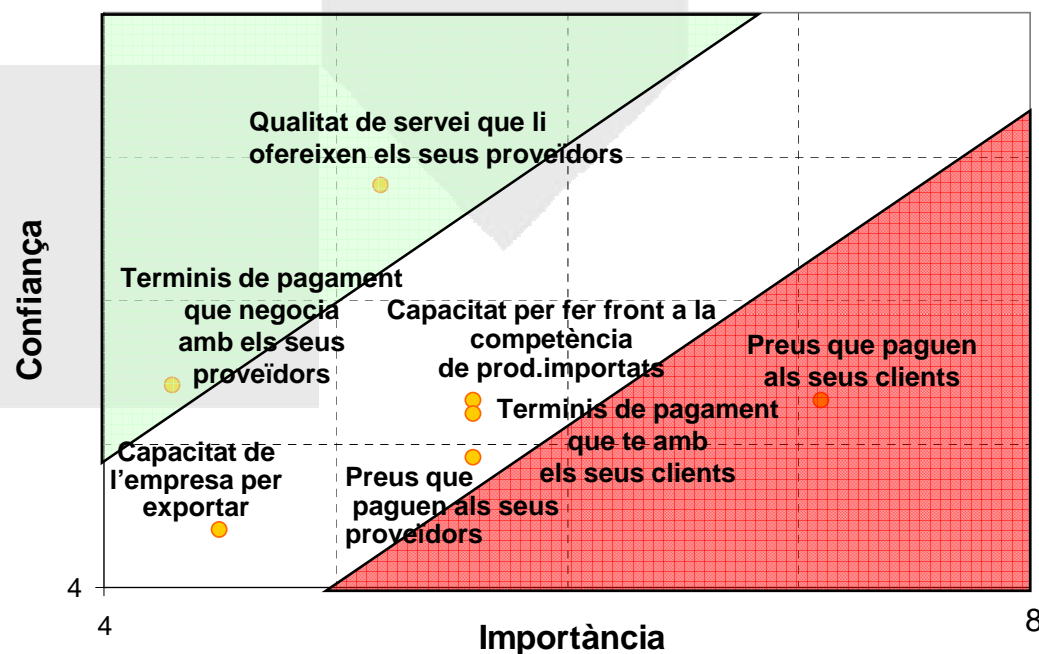 Qualitat de servei que li
ofereixen els seus proveïdors
Confiança
Terminis de pagament
que negocia
amb els seus
proveïdors
Capacitat per fer front a la
competència
de prod.importats
Preus que paguen
als seus clients
Terminis de pagament
que te amb
els seus clients
Capacitat de
l'empresa per
exportar
Preus que
paguen als seus
proveïdors
4
4
8
Importància